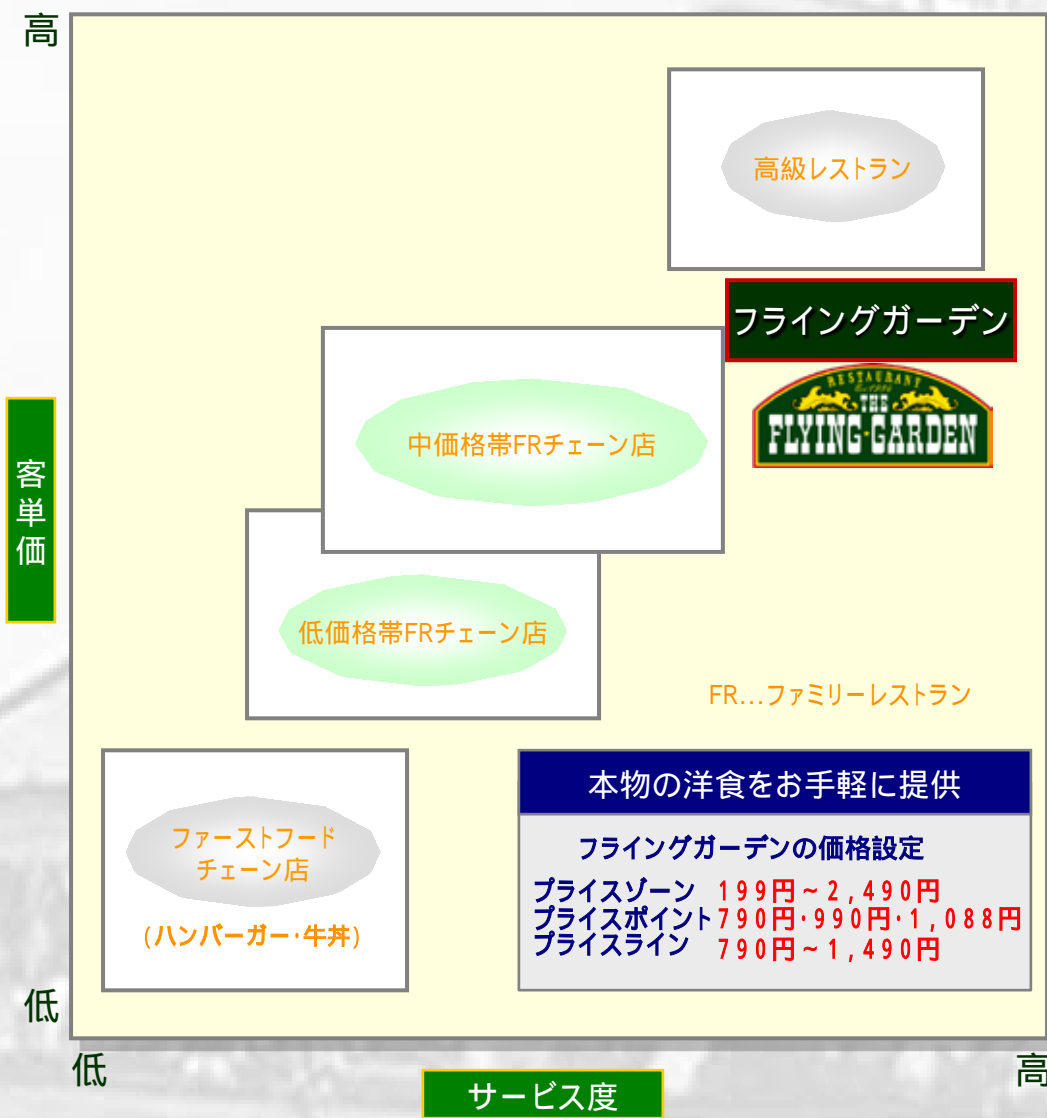 高
高級レストラン
フライングガーデン
RESTAURANT
THE
FLYING·GARDEN
中価格帯FRチェーン店
客単価
低価格帯FRチェーン店
FR…ファミリーレストラン
ファーストフード
チェーン店
(ハンバーガー・牛丼)
本物の洋食をお手軽に提供
フライングガーデンの価格設定
プライスゾーン 199円~2,490円
プライスポイント 790円・990円・1,088円
プライスライン 790円~1,490円
低
低
高
サービス度